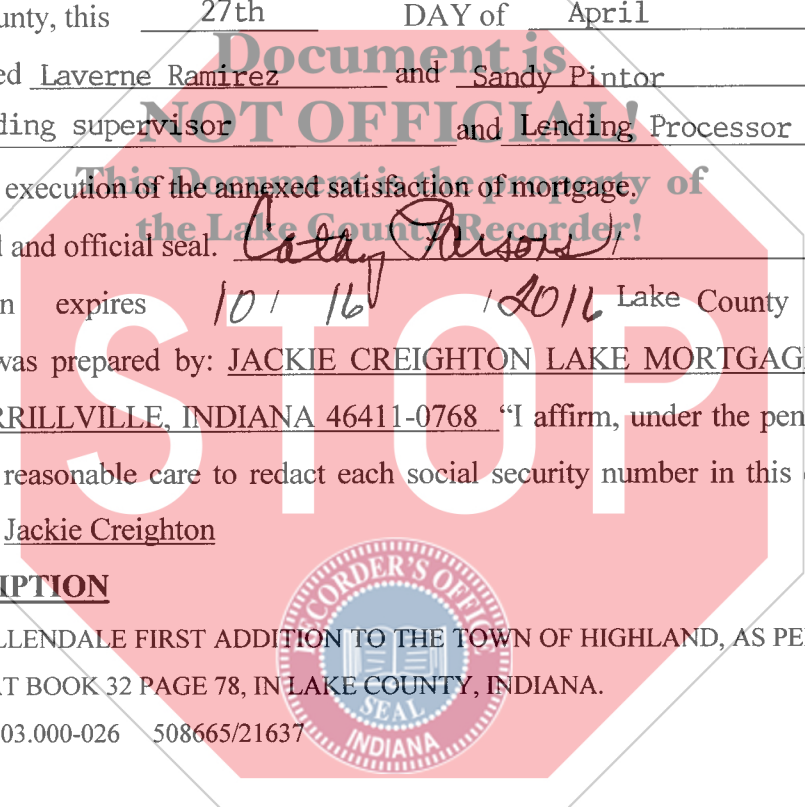 unty, this 27th DAY of April
ed Laverne Ramirez and Sandy Pintor
ding supervisor and Lending Processor
execution of the annexed satisfaction of mortgage.
d and official seal. Cathy Parsons
n expires 10 / 16 / 2016 Lake County
was prepared by: JACKIE CREIGHTON LAKE MORTGAG
RRILLVILLE, INDIANA 46411-0768 “I affirm, under the pen
reasonable care to redact each social security number in this
Jackie Creighton
IPTION
LLENDALE FIRST ADDITION TO THE TOWN OF HIGHLAND, AS PE
AT BOOK 32 PAGE 78, IN LAKE COUNTY, INDIANA.
03.000-026 508665/21637
Document is
NOT OFFICIAL!
This Document is the property of
the Lake County Recorder!
STOP
RECORDER'S OFFICE
SEAL
INDIANA